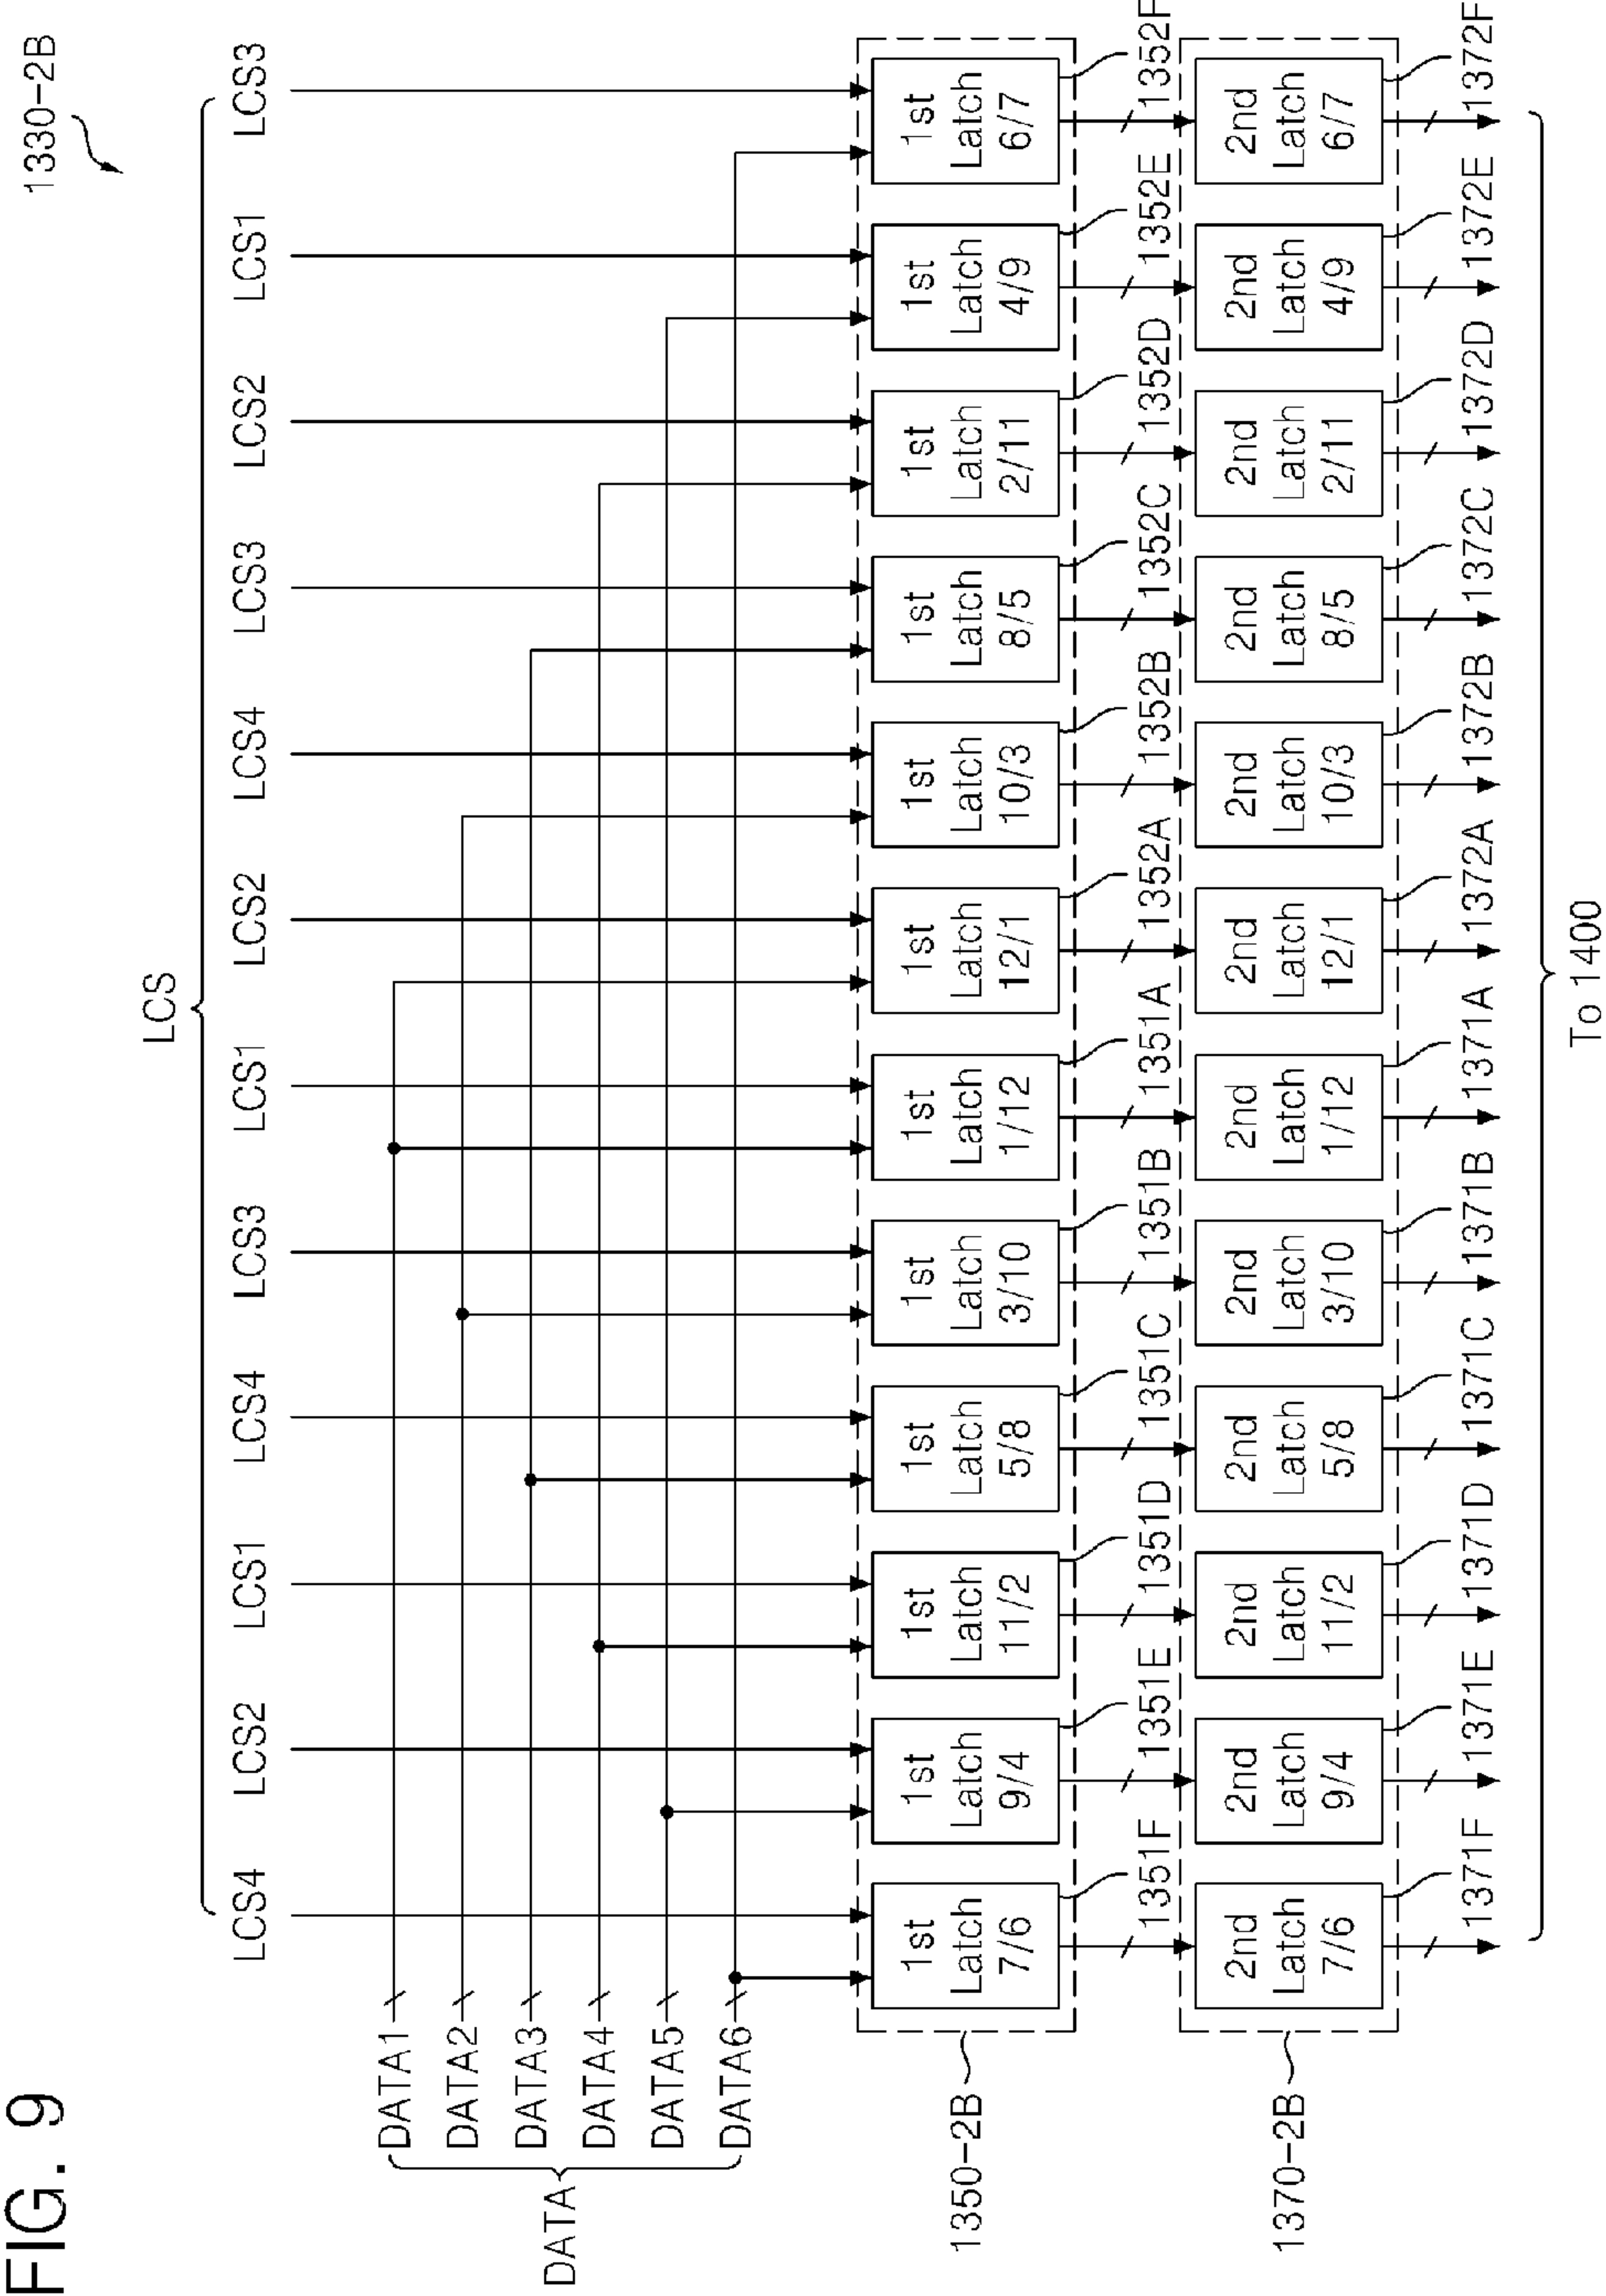 FIG. 9
1330-2B
LCS
LCS4 LCS2 LCS1 LCS4 LCS3 LCS1 LCS2 LCS4 LCS3 LCS2 LCS1 LCS3
DATA
DATA1
DATA2
DATA3
DATA4
DATA5
DATA6
1350-2B
1st Latch 7/6
1st Latch 9/4
1st Latch 11/2
1st Latch 5/8
1st Latch 3/10
1st Latch 1/12
1st Latch 12/1
1st Latch 10/3
1st Latch 8/5
1st Latch 2/11
1st Latch 4/9
1st Latch 6/7
1351F 1351E 1351D 1351C 1351B 1351A 1352A 1352B 1352C 1352D 1352E 1352F
1370-2B
2nd Latch 7/6
2nd Latch 9/4
2nd Latch 11/2
2nd Latch 5/8
2nd Latch 3/10
2nd Latch 1/12
2nd Latch 12/1
2nd Latch 10/3
2nd Latch 8/5
2nd Latch 2/11
2nd Latch 4/9
2nd Latch 6/7
1371F 1371E 1371D 1371C 1371B 1371A 1372A 1372B 1372C 1372D 1372E 1372F
To 1400